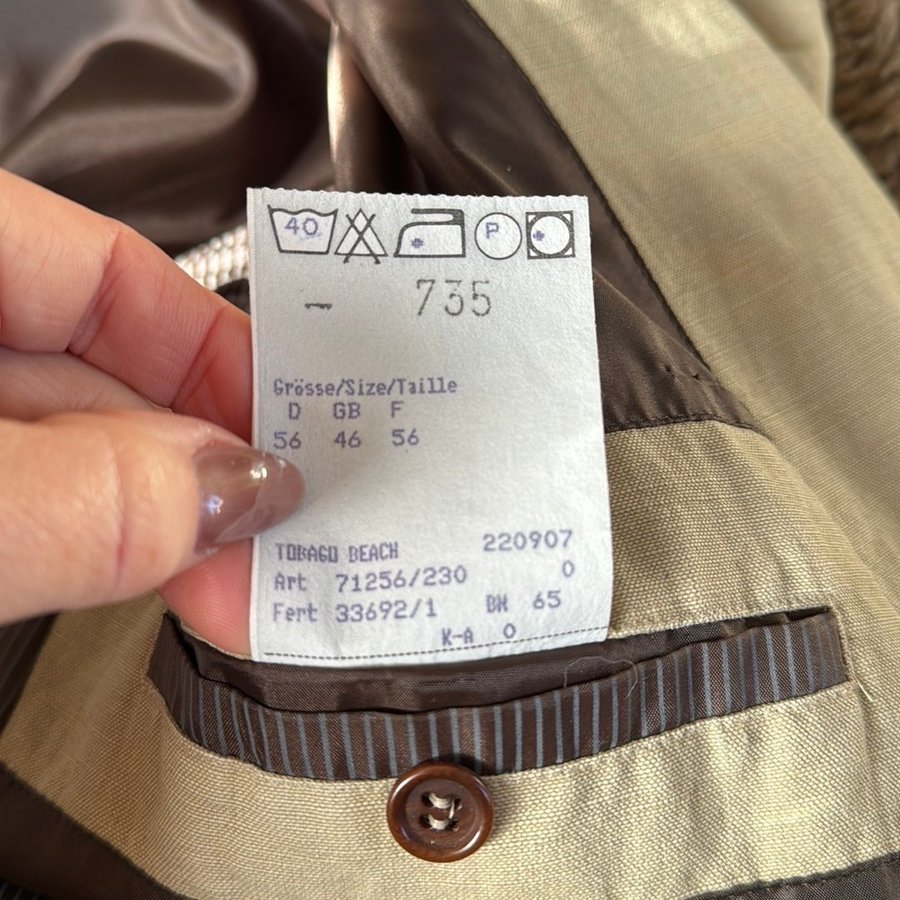 40 P
- 735
Grösse/Size/Taille
D GB F
56 46 56
TOBAGO BEACH 220907
Art 71256/230 0
Fert 33692/1 BW 65
K-A 0